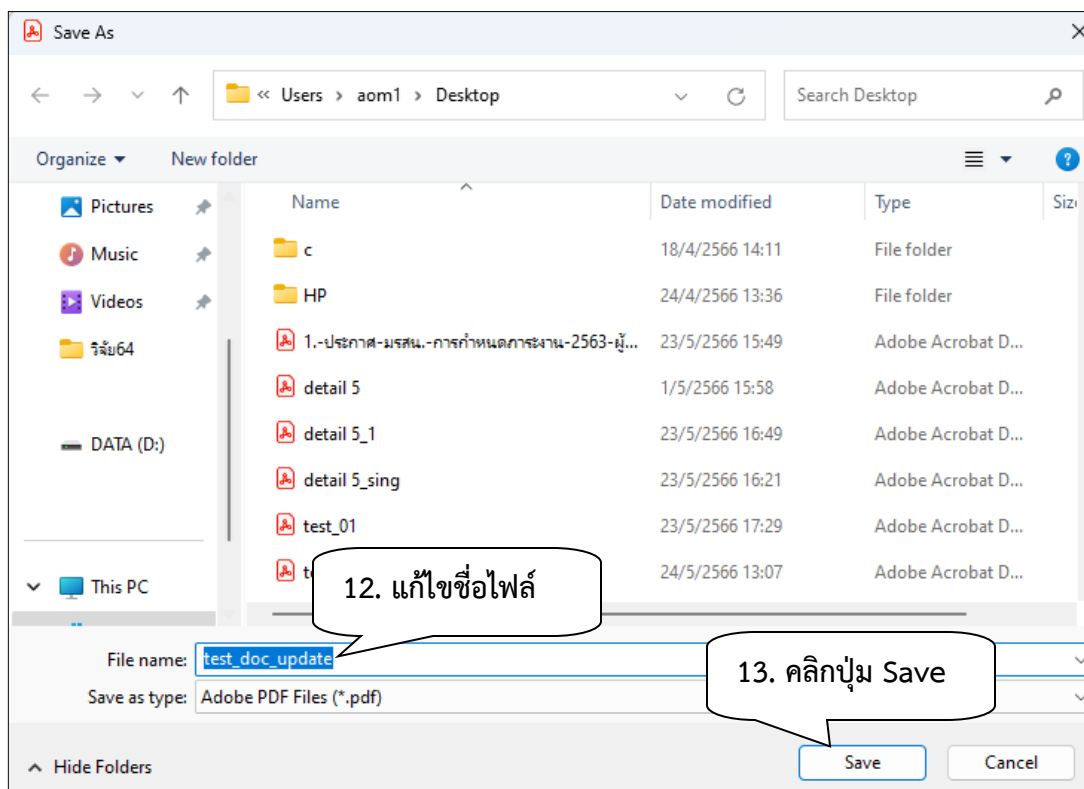 Save As
« Users › aom1 › Desktop
Search Desktop
Organize
New folder
Name Date modified Type
Pictures
Music
Videos
วิจัย64
DATA (D:)
This PC
c 18/4/2566 14:11 File folder
HP 24/4/2566 13:36 File folder
1.-ประกาศ-มรสน.-การกำหนดภาระงาน-2563-ผู้... 23/5/2566 15:49 Adobe Acrobat D...
detail 5 1/5/2566 15:58 Adobe Acrobat D...
detail 5_1 23/5/2566 16:49 Adobe Acrobat D...
detail 5_sing 23/5/2566 16:21 Adobe Acrobat D...
test_01 23/5/2566 17:29 Adobe Acrobat D...
24/5/2566 13:07 Adobe Acrobat D...
12. แก้ไขชื่อไฟล์
File name: test_doc_update
Save as type: Adobe PDF Files (*.pdf)
13. คลิกปุ่ม Save
Hide Folders
Save
Cancel